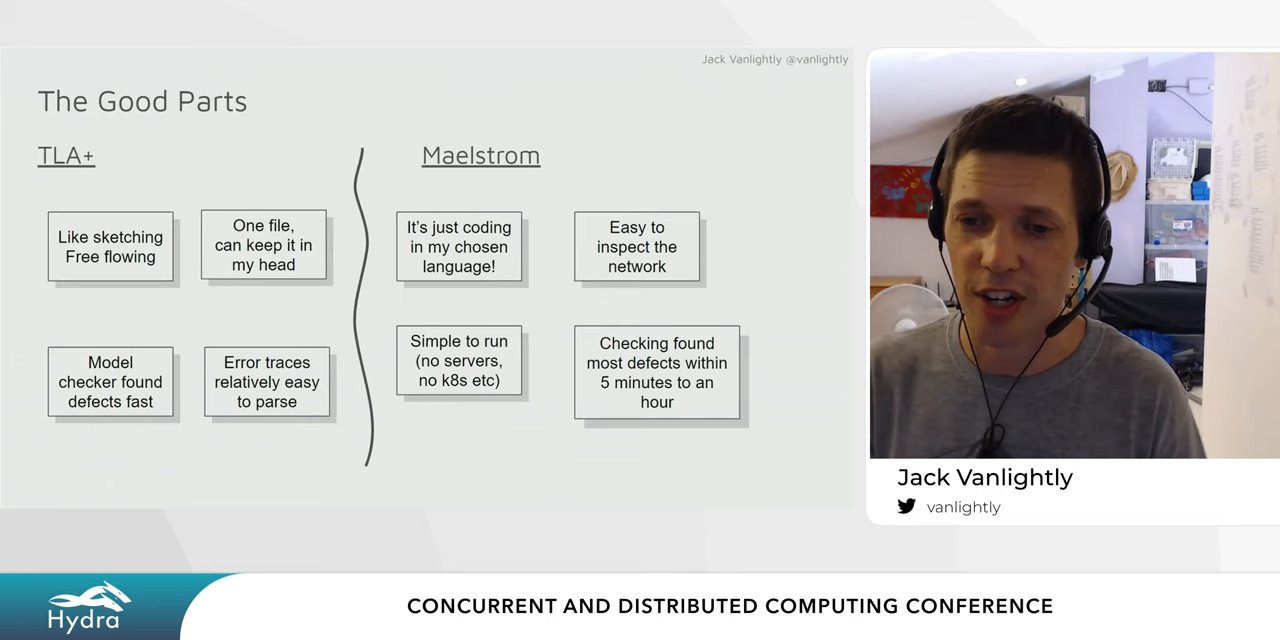 Jack Vanlightly @vanlightly
The Good Parts
TLA+
Like sketching
Free flowing
One file,
can keep it in
my head
Model
checker found
defects fast
Error traces
relatively easy
to parse
Maelstrom
It's just coding
in my chosen
language!
Easy to
inspect the
network
Simple to run
(no servers,
no k8s etc)
Checking found
most defects within
5 minutes to an
hour
Jack Vanlightly
vanlightly
Hydra
CONCURRENT AND DISTRIBUTED COMPUTING CONFERENCE